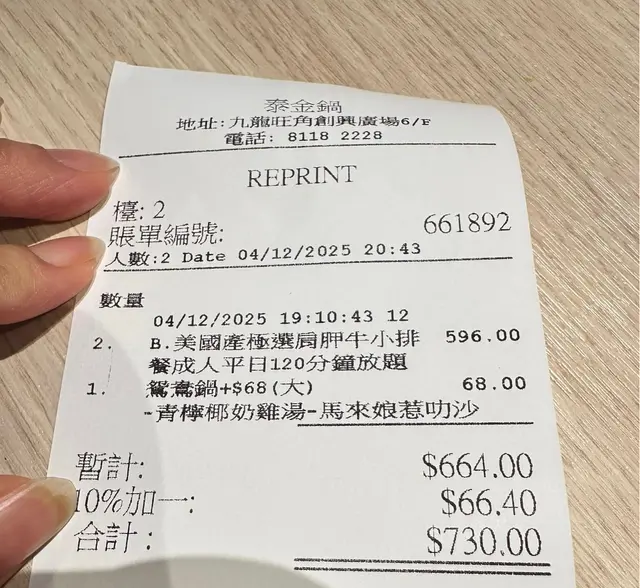 泰金鍋
地址:九龍旺角創興廣場6/F
電話: 8118 2228
REPRINT
檯: 2
賬單編號: 661892
人數:2 Date 04/12/2025 20:43
數量
04/12/2025 19:10:43 12
2. B.美國產極選肩胛牛小排 596.00
餐成人平日120分鐘放題
1. 鴛鴦鍋+$68(大) 68.00
-青檸椰奶雞湯-馬來娘惹叻沙
暫計: $664.00
10%加一: $66.40
合計: $730.00